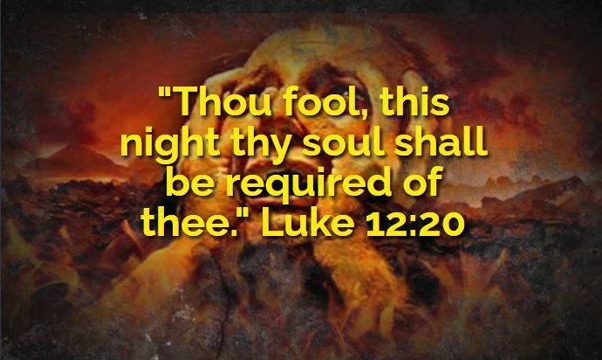 "Thou fool, this
night thy soul shall
be required of
thee." Luke 12:20